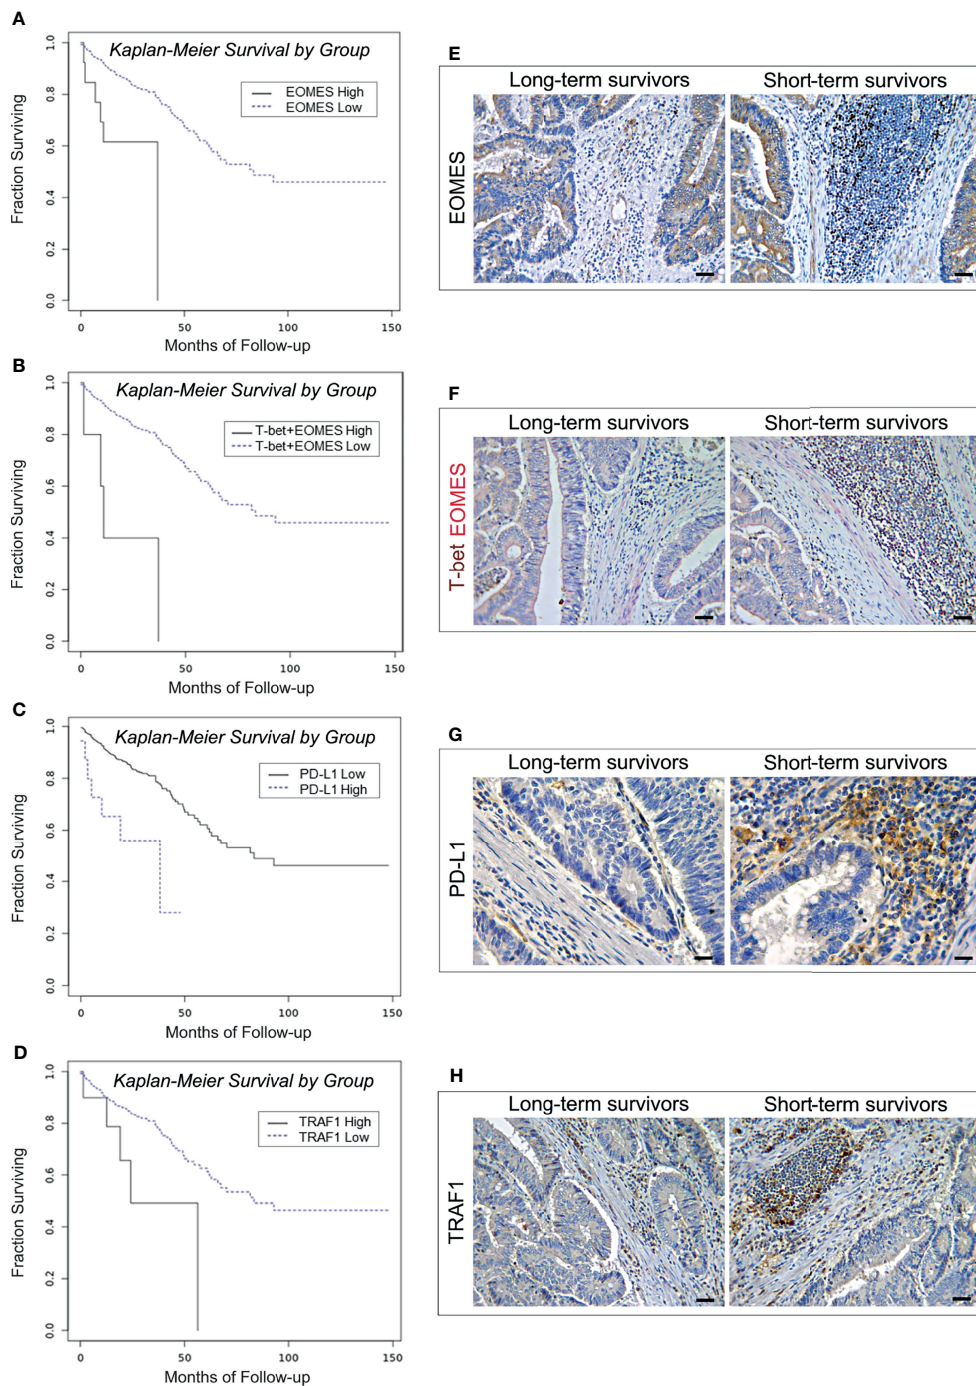 A
Kaplan-Meier Survival by Group
EOMES High
EOMES Low
Fraction Surviving
1.0
0.8
0.6
0.4
0.2
0.0
0
50
100
150
Months of Follow-up
B
Kaplan-Meier Survival by Group
T-bet+EOMES High
T-bet+EOMES Low
Fraction Surviving
1.0
0.8
0.6
0.4
0.2
0.0
0
50
100
150
Months of Follow-up
C
Kaplan-Meier Survival by Group
PD-L1 Low
PD-L1 High
Fraction Surviving
1.0
0.8
0.6
0.4
0.2
0.0
0
50
100
150
Months of Follow-up
D
Kaplan-Meier Survival by Group
TRAF1 High
TRAF1 Low
Fraction Surviving
1.0
0.8
0.6
0.4
0.2
0.0
0
50
100
150
Months of Follow-up
E
Long-term survivors
Short-term survivors
EOMES
F
Long-term survivors
Short-term survivors
T-bet EOMES
G
Long-term survivors
Short-term survivors
PD-L1
H
Long-term survivors
Short-term survivors
TRAF1